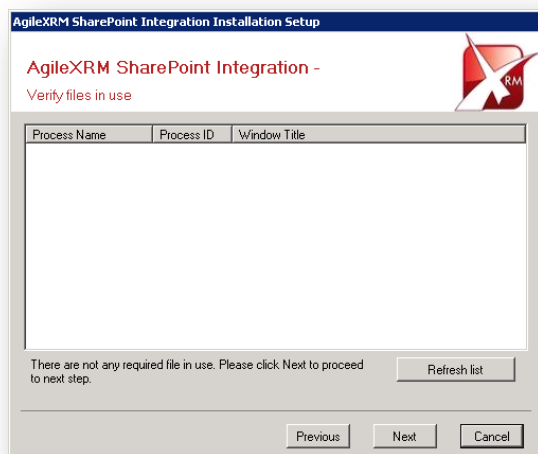 AgileXRM SharePoint Integration Installation Setup
AgileXRM SharePoint Integration -
Verify files in use
RM
Process Name Process ID Window Title
There are not any required file in use. Please click Next to proceed
to next step.
Refresh list
Previous Next Cancel